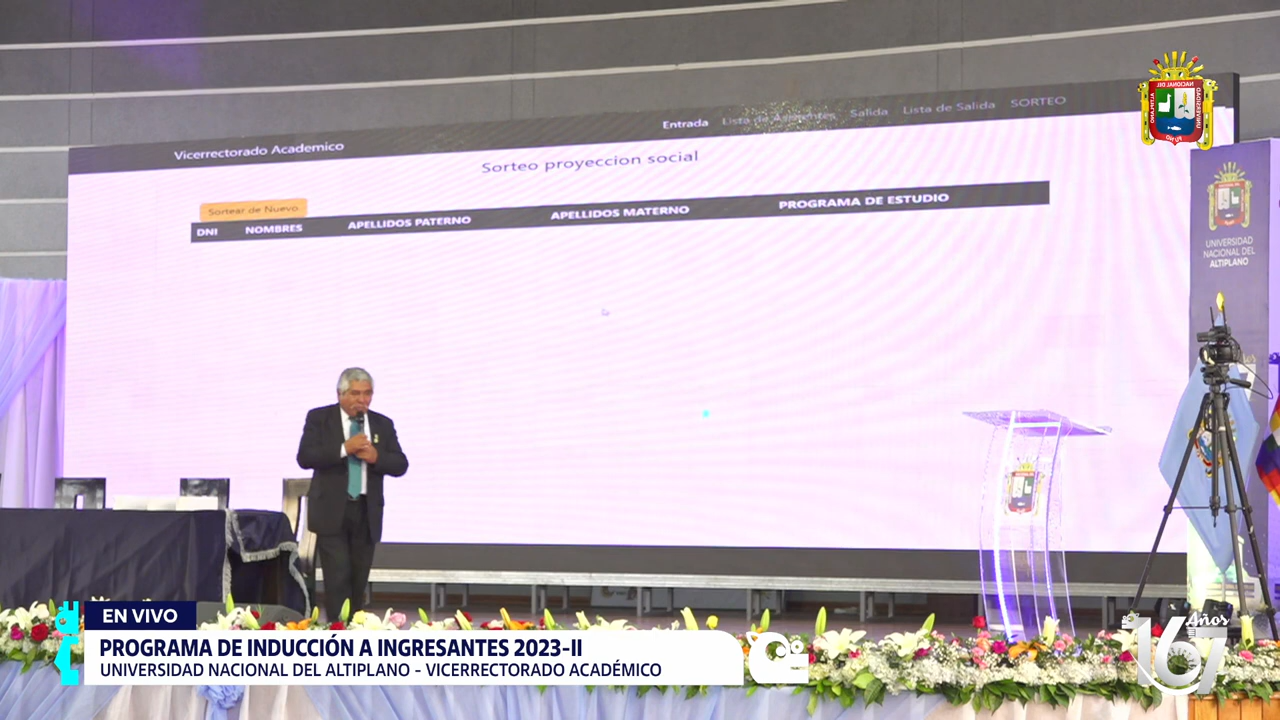 Vicerrectorado Academico
Entrada Lista de Asistentes Salida Lista de Salida SORTEO
Sorteo proyeccion social
Sortear de Nuevo
DNI NOMBRES APELLIDOS PATERNO APELLIDOS MATERNO PROGRAMA DE ESTUDIO
UNIVERSIDAD
NACIONAL DEL
ALTIPLANO
EN VIVO
PROGRAMA DE INDUCCIÓN A INGRESANTES 2023-II
UNIVERSIDAD NACIONAL DEL ALTIPLANO - VICERRECTORADO ACADÉMICO
167 Años